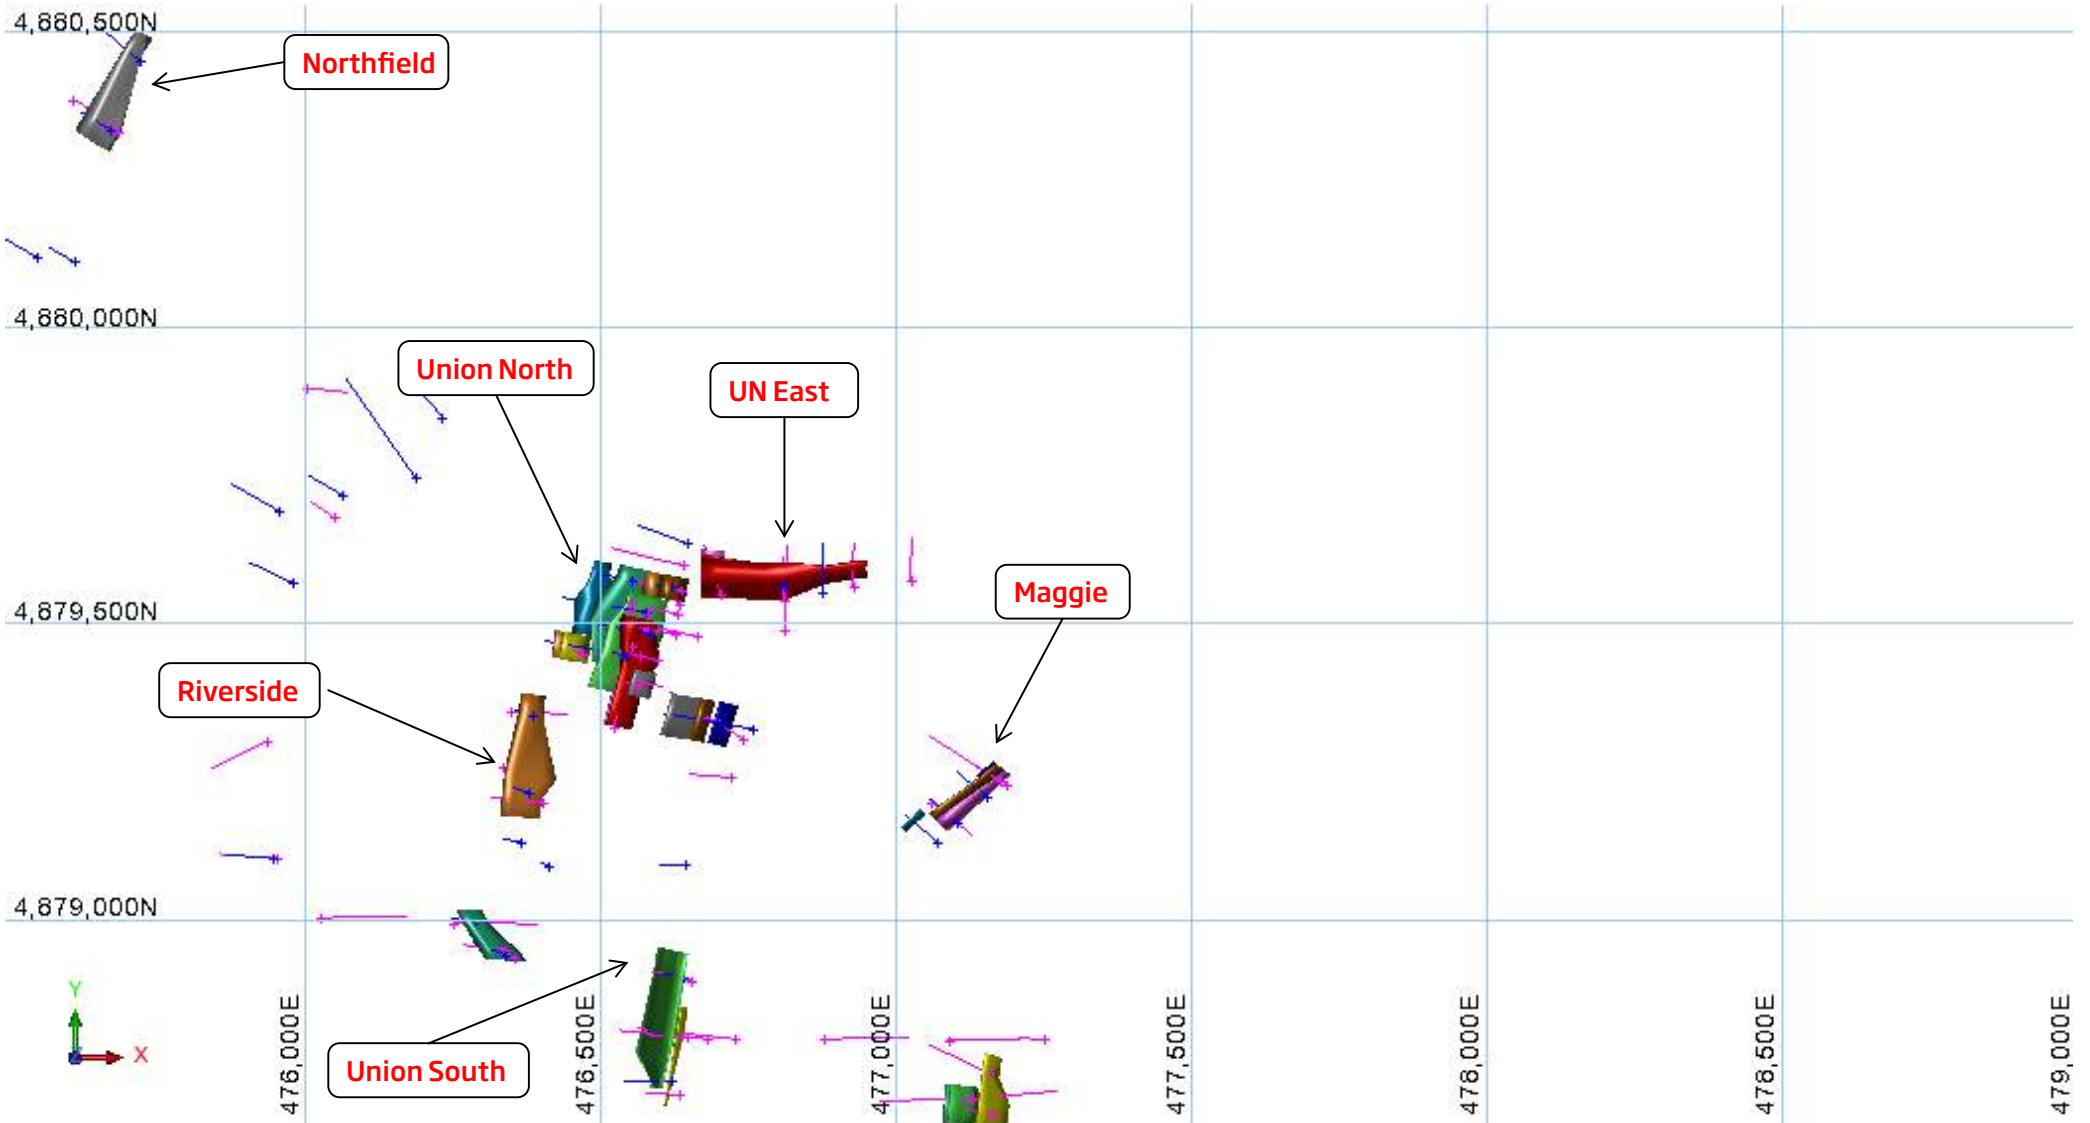 4,880,500N
Northfield
4,880,000N
Union North
UN East
4,879,500N
Maggie
Riverside
4,879,000N
Y
X
Union South
476,000E
476,500E
477,000E
477,500E
478,000E
478,500E
479,000E